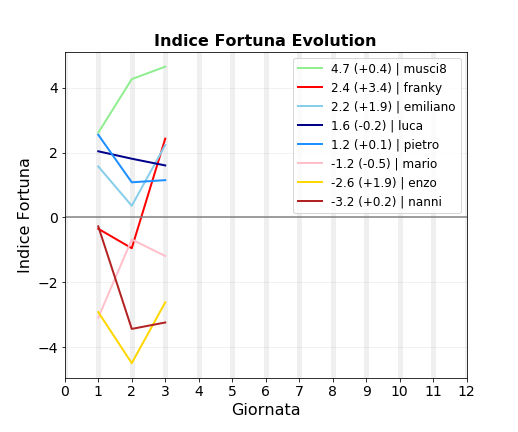 Indice Fortuna Evolution
4.7 (+0.4) | musci8
2.4 (+3.4) | franky
2.2 (+1.9) | emiliano
1.6 (-0.2) | luca
1.2 (+0.1) | pietro
-1.2 (-0.5) | mario
-2.6 (+1.9) | enzo
-3.2 (+0.2) | nanni
Indice Fortuna
4
2
0
−2
−4
0 1 2 3 4 5 6 7 8 9 10 11 12
Giornata